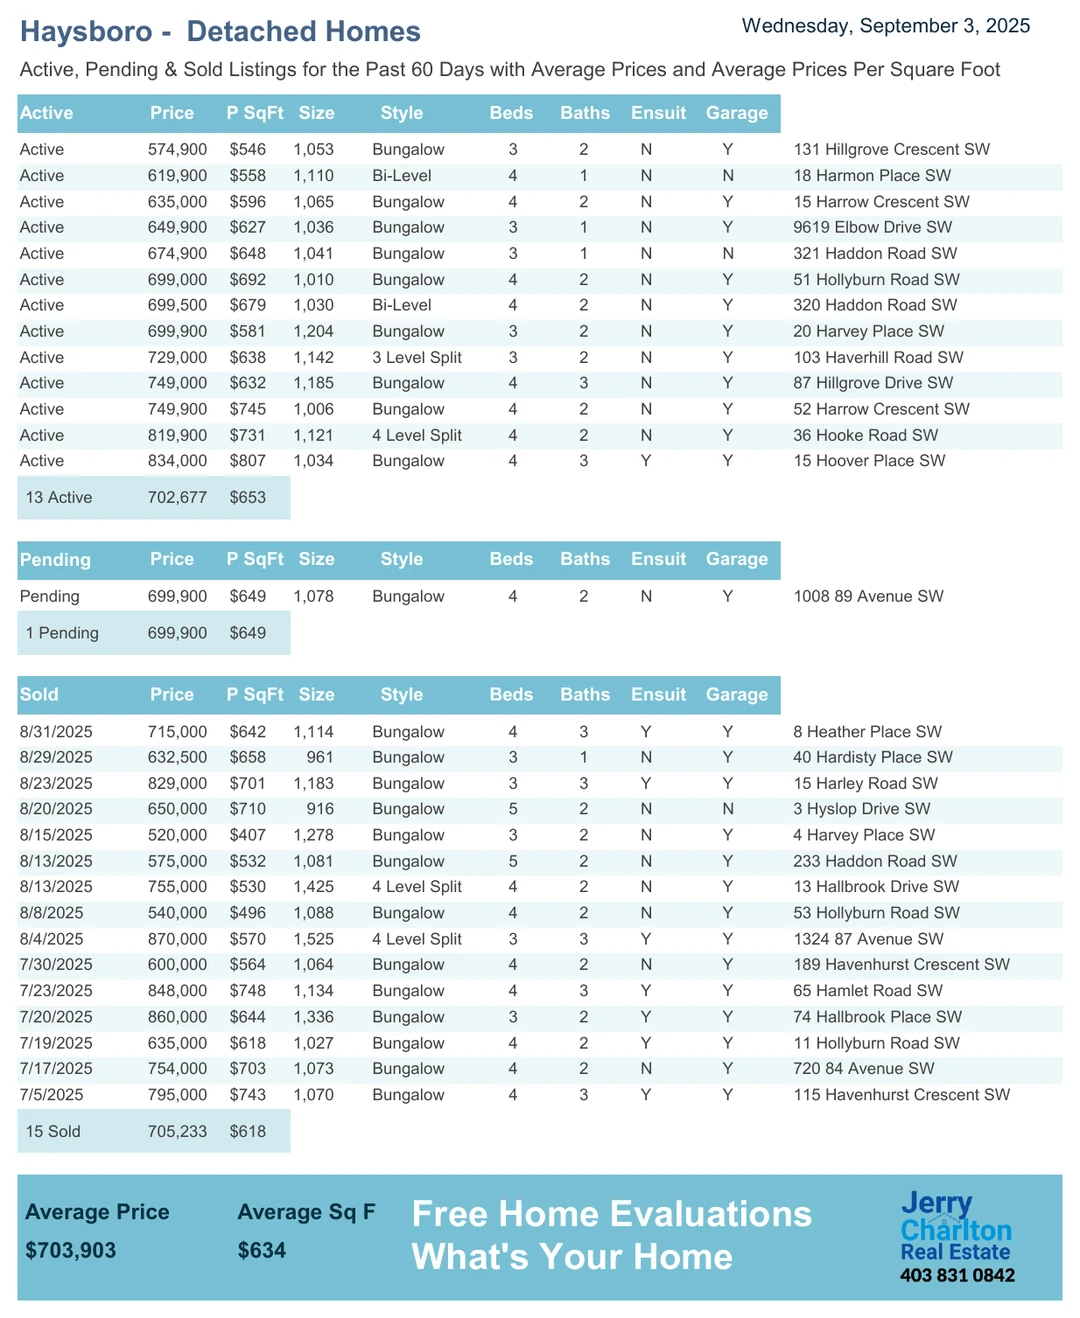 Haysboro - Detached Homes
Wednesday, September 3, 2025
Active, Pending & Sold Listings for the Past 60 Days with Average Prices and Average Prices Per Square Foot
Active Price P SqFt Size Style Beds Baths Ensuit Garage
Active 574,900 $546 1,053 Bungalow 3 2 N Y 131 Hillgrove Crescent SW
Active 619,900 $558 1,110 Bi-Level 4 1 N N 18 Harmon Place SW
Active 635,000 $596 1,065 Bungalow 4 2 N Y 15 Harrow Crescent SW
Active 649,900 $627 1,036 Bungalow 3 1 N Y 9619 Elbow Drive SW
Active 674,900 $648 1,041 Bungalow 3 1 N N 321 Haddon Road SW
Active 699,000 $692 1,010 Bungalow 4 2 N Y 51 Hollyburn Road SW
Active 699,500 $679 1,030 Bi-Level 4 2 N Y 320 Haddon Road SW
Active 699,900 $581 1,204 Bungalow 3 2 N Y 20 Harvey Place SW
Active 729,000 $638 1,142 3 Level Split 3 2 N Y 103 Haverhill Road SW
Active 749,000 $632 1,185 Bungalow 4 3 N Y 87 Hillgrove Drive SW
Active 749,900 $745 1,006 Bungalow 4 2 N Y 52 Harrow Crescent SW
Active 819,900 $731 1,121 4 Level Split 4 2 N Y 36 Hooke Road SW
Active 834,000 $807 1,034 Bungalow 4 3 Y Y 15 Hoover Place SW
13 Active 702,677 $653
Pending Price P SqFt Size Style Beds Baths Ensuit Garage
Pending 699,900 $649 1,078 Bungalow 4 2 N Y 1008 89 Avenue SW
1 Pending 699,900 $649
Sold Price P SqFt Size Style Beds Baths Ensuit Garage
8/31/2025 715,000 $642 1,114 Bungalow 4 3 Y Y 8 Heather Place SW
8/29/2025 632,500 $658 961 Bungalow 3 1 N Y 40 Hardisty Place SW
8/23/2025 829,000 $701 1,183 Bungalow 3 3 Y Y 15 Harley Road SW
8/20/2025 650,000 $710 916 Bungalow 5 2 N N 3 Hyslop Drive SW
8/15/2025 520,000 $407 1,278 Bungalow 3 2 N Y 4 Harvey Place SW
8/13/2025 575,000 $532 1,081 Bungalow 5 2 N Y 233 Haddon Road SW
8/13/2025 755,000 $530 1,425 4 Level Split 4 2 N Y 13 Hallbrook Drive SW
8/8/2025 540,000 $496 1,088 Bungalow 4 2 N Y 53 Hollyburn Road SW
8/4/2025 870,000 $570 1,525 4 Level Split 3 3 Y Y 1324 87 Avenue SW
7/30/2025 600,000 $564 1,064 Bungalow 4 2 N Y 189 Havenhurst Crescent SW
7/23/2025 848,000 $748 1,134 Bungalow 4 3 Y Y 65 Hamlet Road SW
7/20/2025 860,000 $644 1,336 Bungalow 3 2 Y Y 74 Hallbrook Place SW
7/19/2025 635,000 $618 1,027 Bungalow 4 2 Y Y 11 Hollyburn Road SW
7/17/2025 754,000 $703 1,073 Bungalow 4 2 N Y 720 84 Avenue SW
7/5/2025 795,000 $743 1,070 Bungalow 4 3 Y Y 115 Havenhurst Crescent SW
15 Sold 705,233 $618
Average Price Average Sq F
$703,903 $634
Free Home Evaluations
What's Your Home
Jerry
Charlton
Real Estate
403 831 0842